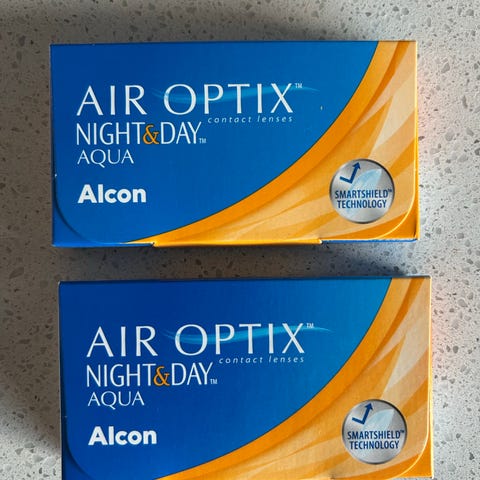 AIR OPTIX™
contact lenses
NIGHT&DAY™
AQUA
Alcon
SMARTSHIELD™
TECHNOLOGY
AIR OPTIX™
contact lenses
NIGHT&DAY™
AQUA
Alcon
SMARTSHIELD™
TECHNOLOGY